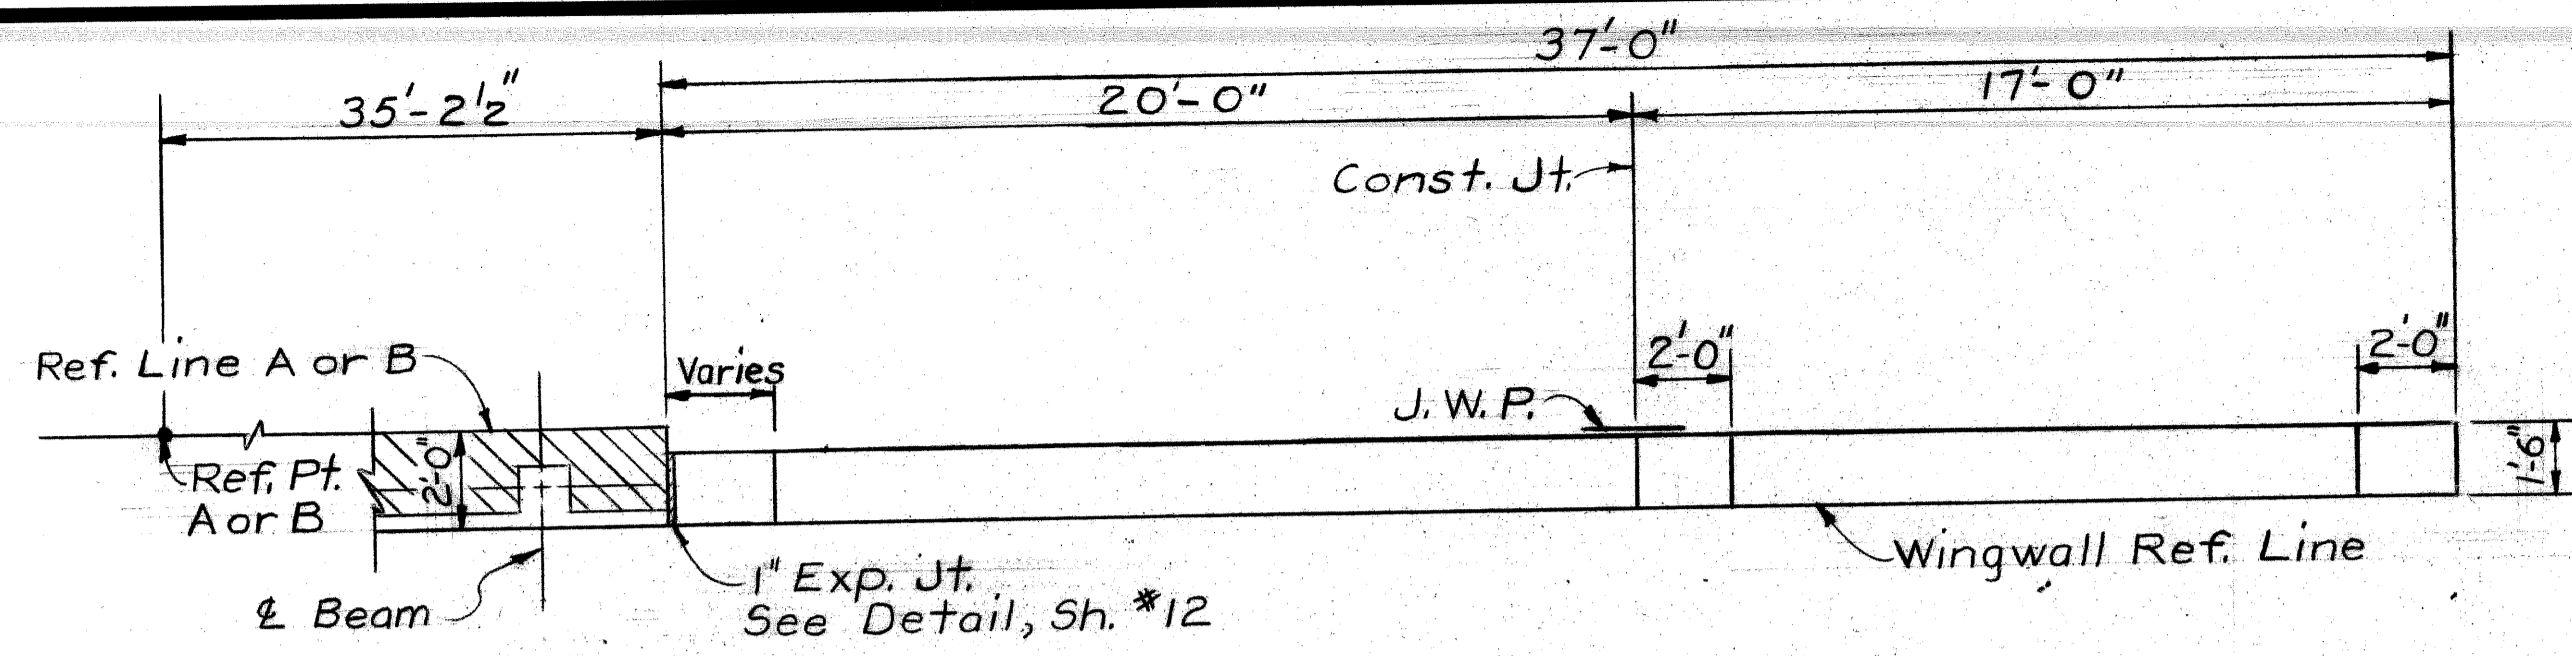 37'-0"
35'-2½"
20'-0"
17'-0"
Const. Jt.
Ref. Line A or B
Varies
J. W. P.
2'-0"
2'-0"
Ref. Pt.
A or B
2'-0"
1'-6"
Wingwall Ref. Line
1" Exp. Jt.
See Detail, Sh. #12
℄ Beam